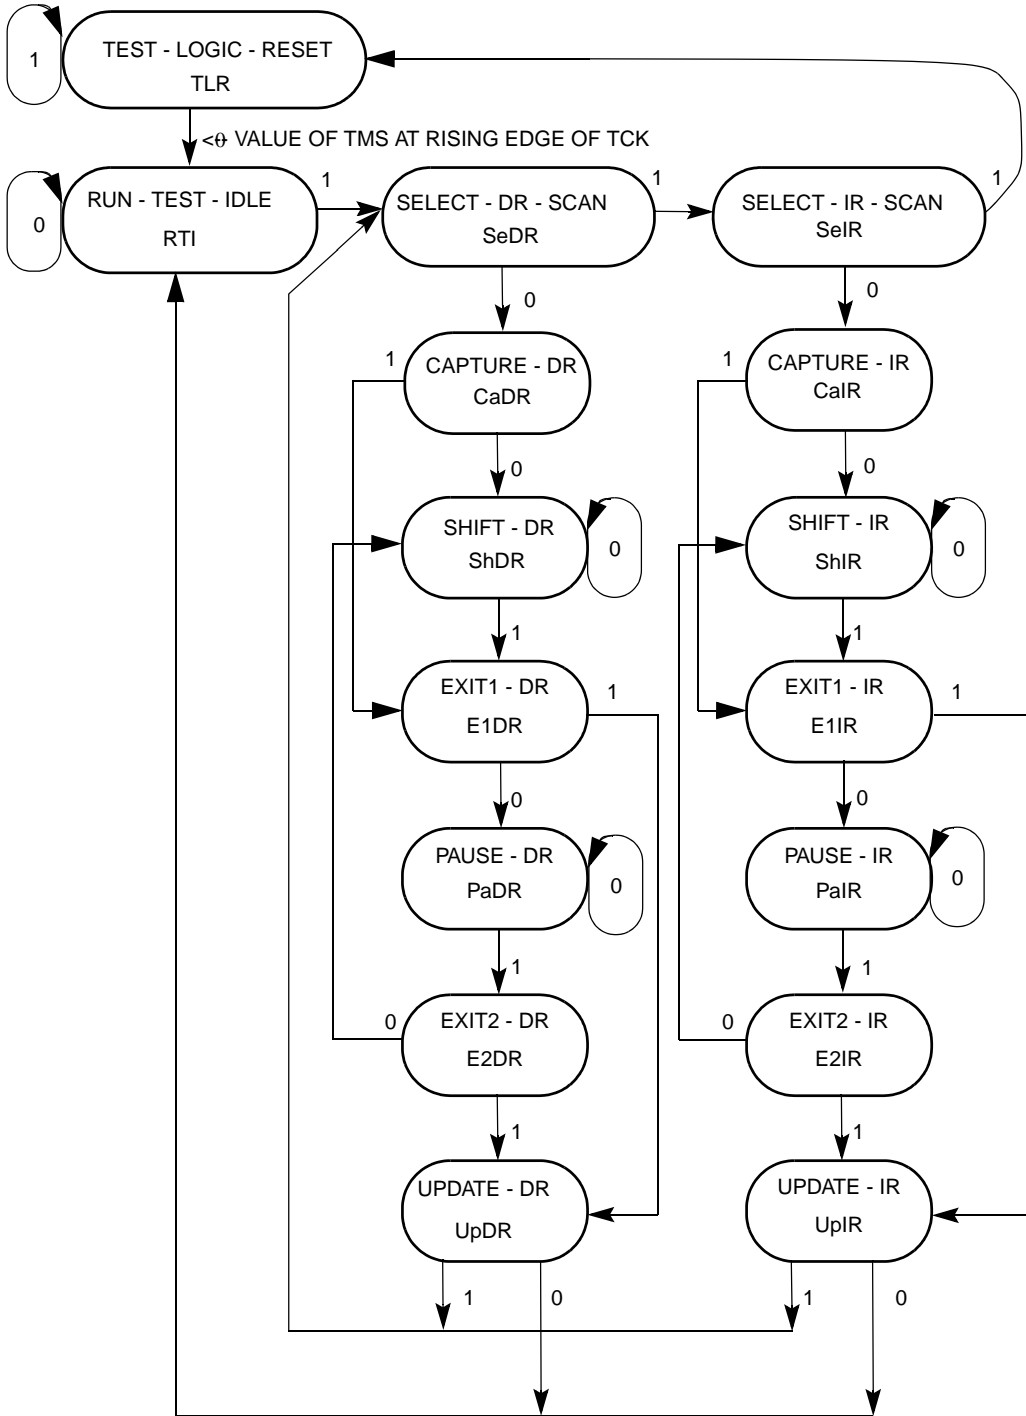 TEST - LOGIC - RESET
TLR
1
<0 VALUE OF TMS AT RISING EDGE OF TCK
RUN - TEST - IDLE
RTI
0
1
SELECT - DR - SCAN
SeDR
1
SELECT - IR - SCAN
SeIR
1
0
0
1
CAPTURE - DR
CaDR
1
CAPTURE - IR
CaIR
0
0
SHIFT - DR
ShDR
0
SHIFT - IR
ShIR
0
1
1
EXIT1 - DR
E1DR
1
EXIT1 - IR
E1IR
1
0
0
PAUSE - DR
PaDR
0
PAUSE - IR
PaIR
0
1
1
0
EXIT2 - DR
E2DR
0
EXIT2 - IR
E2IR
1
1
UPDATE - DR
UpDR
UPDATE - IR
UpIR
1
0
1
0